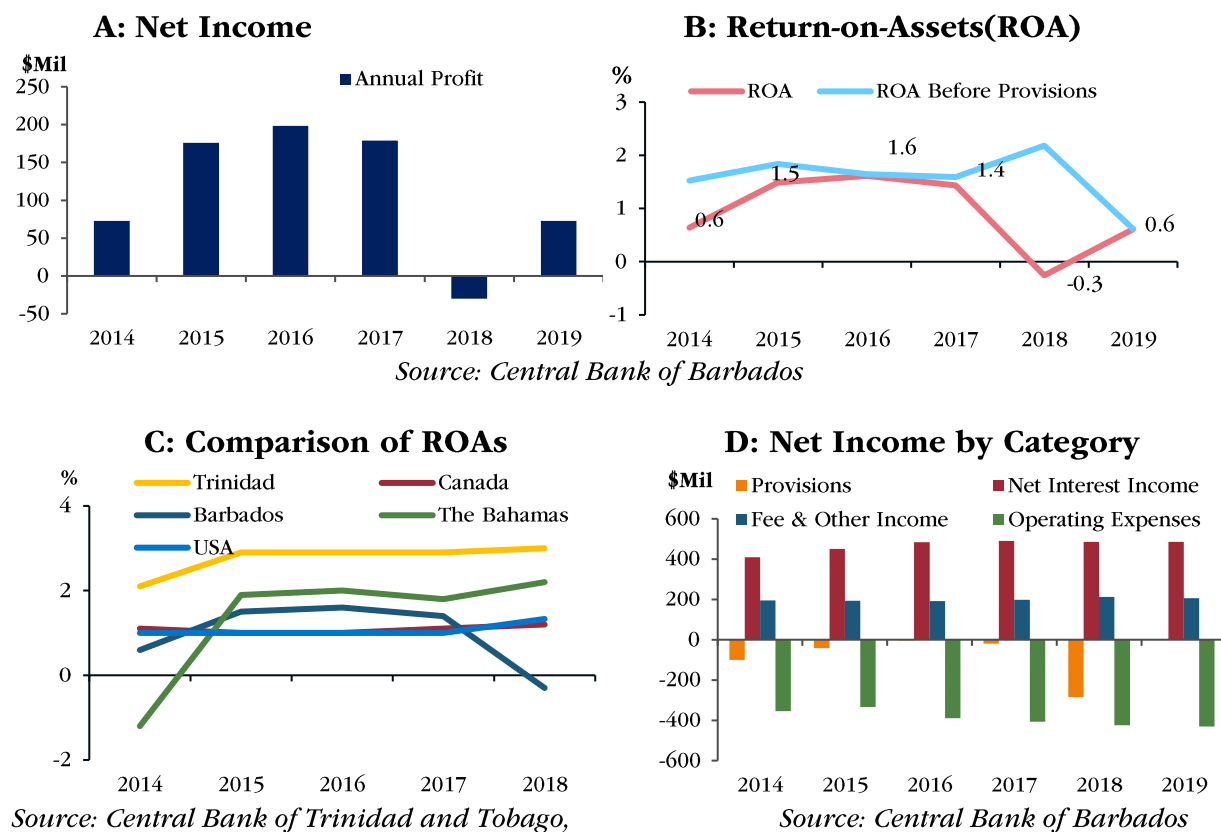 A: Net Income
$Mil
Annual Profit
250
200
150
100
50
0
-50
2014 2015 2016 2017 2018 2019
B: Return-on-Assets(ROA)
%
ROA ROA Before Provisions
3
2
1
0
-1
0.6 1.5 1.6 1.4 -0.3 0.6
2014 2015 2016 2017 2018 2019
Source: Central Bank of Barbados
C: Comparison of ROAs
%
Trinidad Canada
Barbados The Bahamas
USA
4
2
0
-2
2014 2015 2016 2017 2018
Source: Central Bank of Trinidad and Tobago,
D: Net Income by Category
$Mil
Provisions Net Interest Income
Fee & Other Income Operating Expenses
600
400
200
0
-200
-400
-600
2014 2015 2016 2017 2018 2019
Source: Central Bank of Barbados